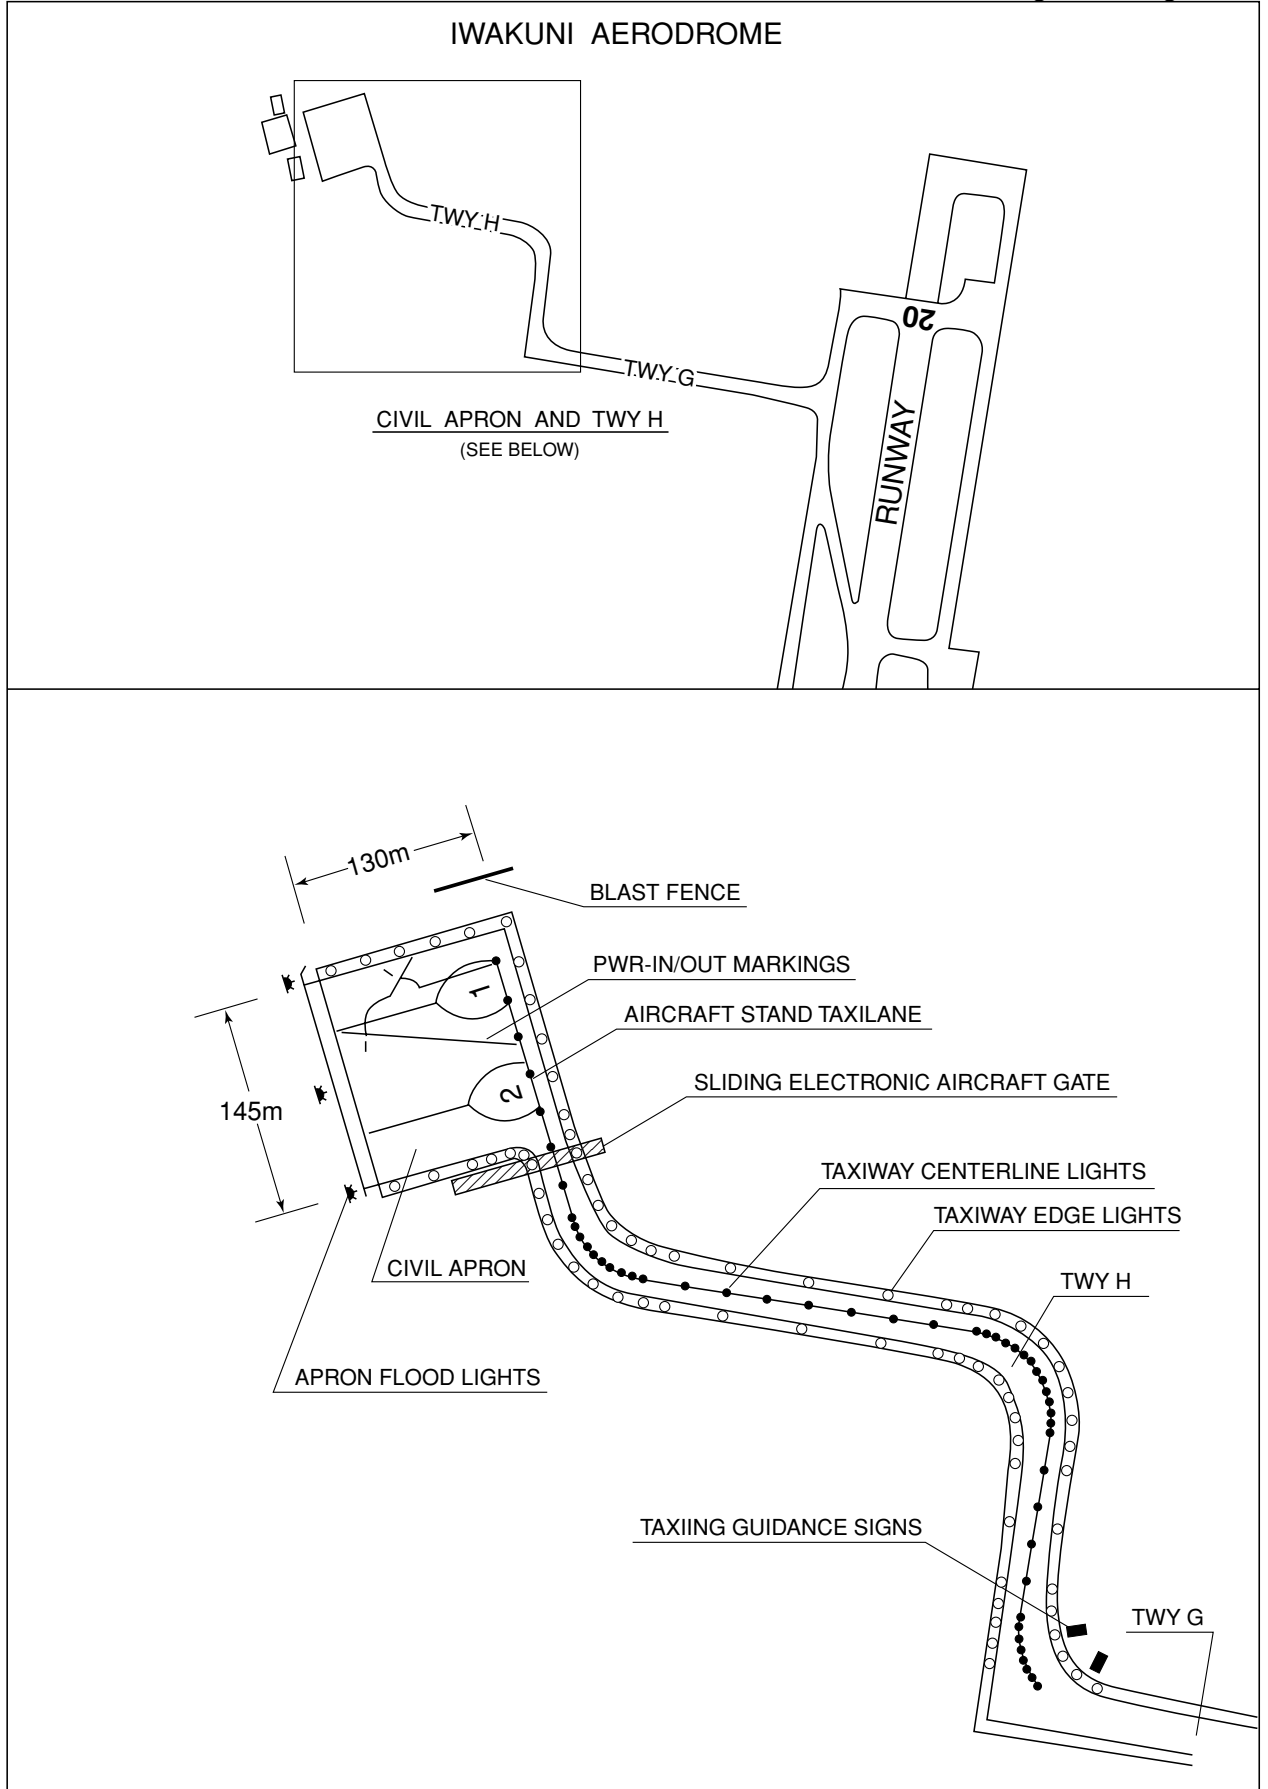 IWAKUNI AERODROME
TWY H
20
TWY G
CIVIL APRON AND TWY H
(SEE BELOW)
RUNWAY
130m
BLAST FENCE
PWR-IN/OUT MARKINGS
1
AIRCRAFT STAND TAXILANE
SLIDING ELECTRONIC AIRCRAFT GATE
2
145m
TAXIWAY CENTERLINE LIGHTS
TAXIWAY EDGE LIGHTS
CIVIL APRON
TWY H
APRON FLOOD LIGHTS
TAXIING GUIDANCE SIGNS
TWY G